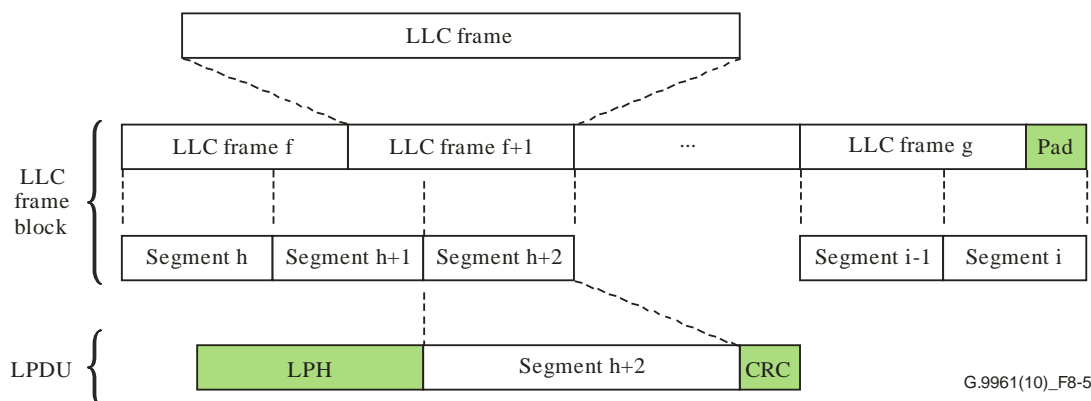 LLC frame
LLC frame f
LLC frame f+1
...
LLC frame g
Pad
LLC
frame
block
Segment h
Segment h+1
Segment h+2
Segment i-1
Segment i
LPDU
LPH
Segment h+2
CRC
G.9961(10)_F8-5